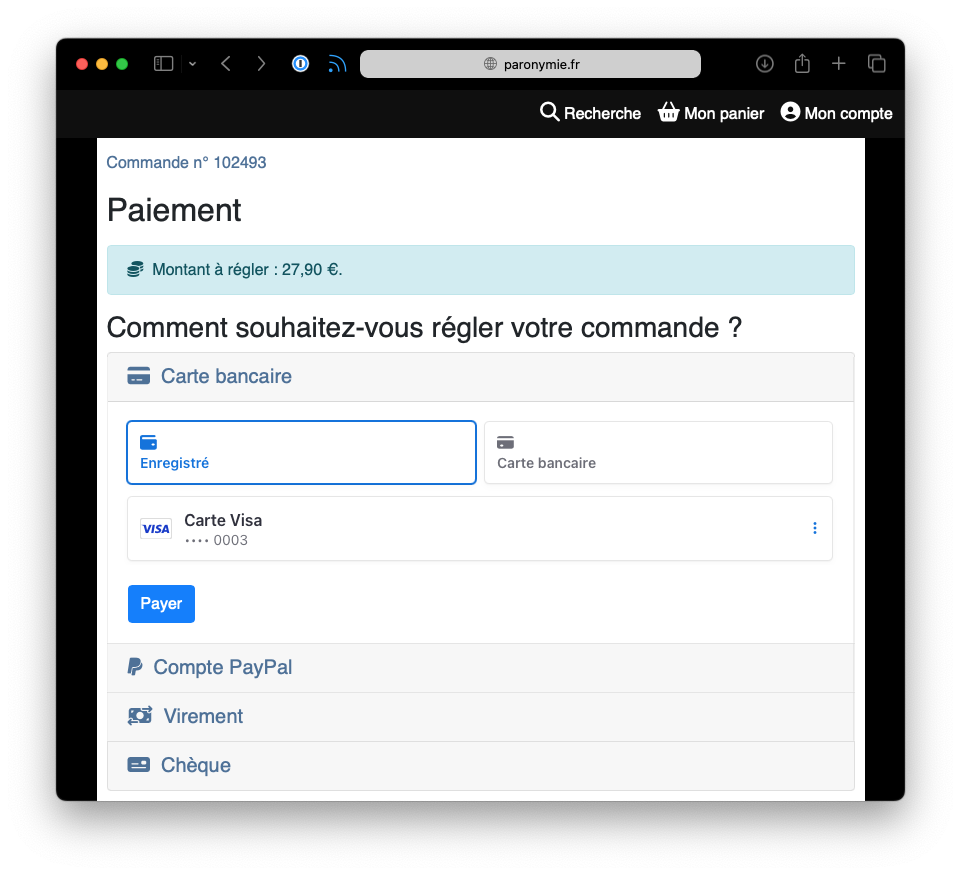 paronymie.fr
Recherche
Mon panier
Mon compte
Commande n° 102493
Paiement
Montant à régler : 27,90 €.
Comment souhaitez-vous régler votre commande ?
Carte bancaire
Enregistré
Carte bancaire
VISA
Carte Visa
•••• 0003
Payer
Compte PayPal
Virement
Chèque